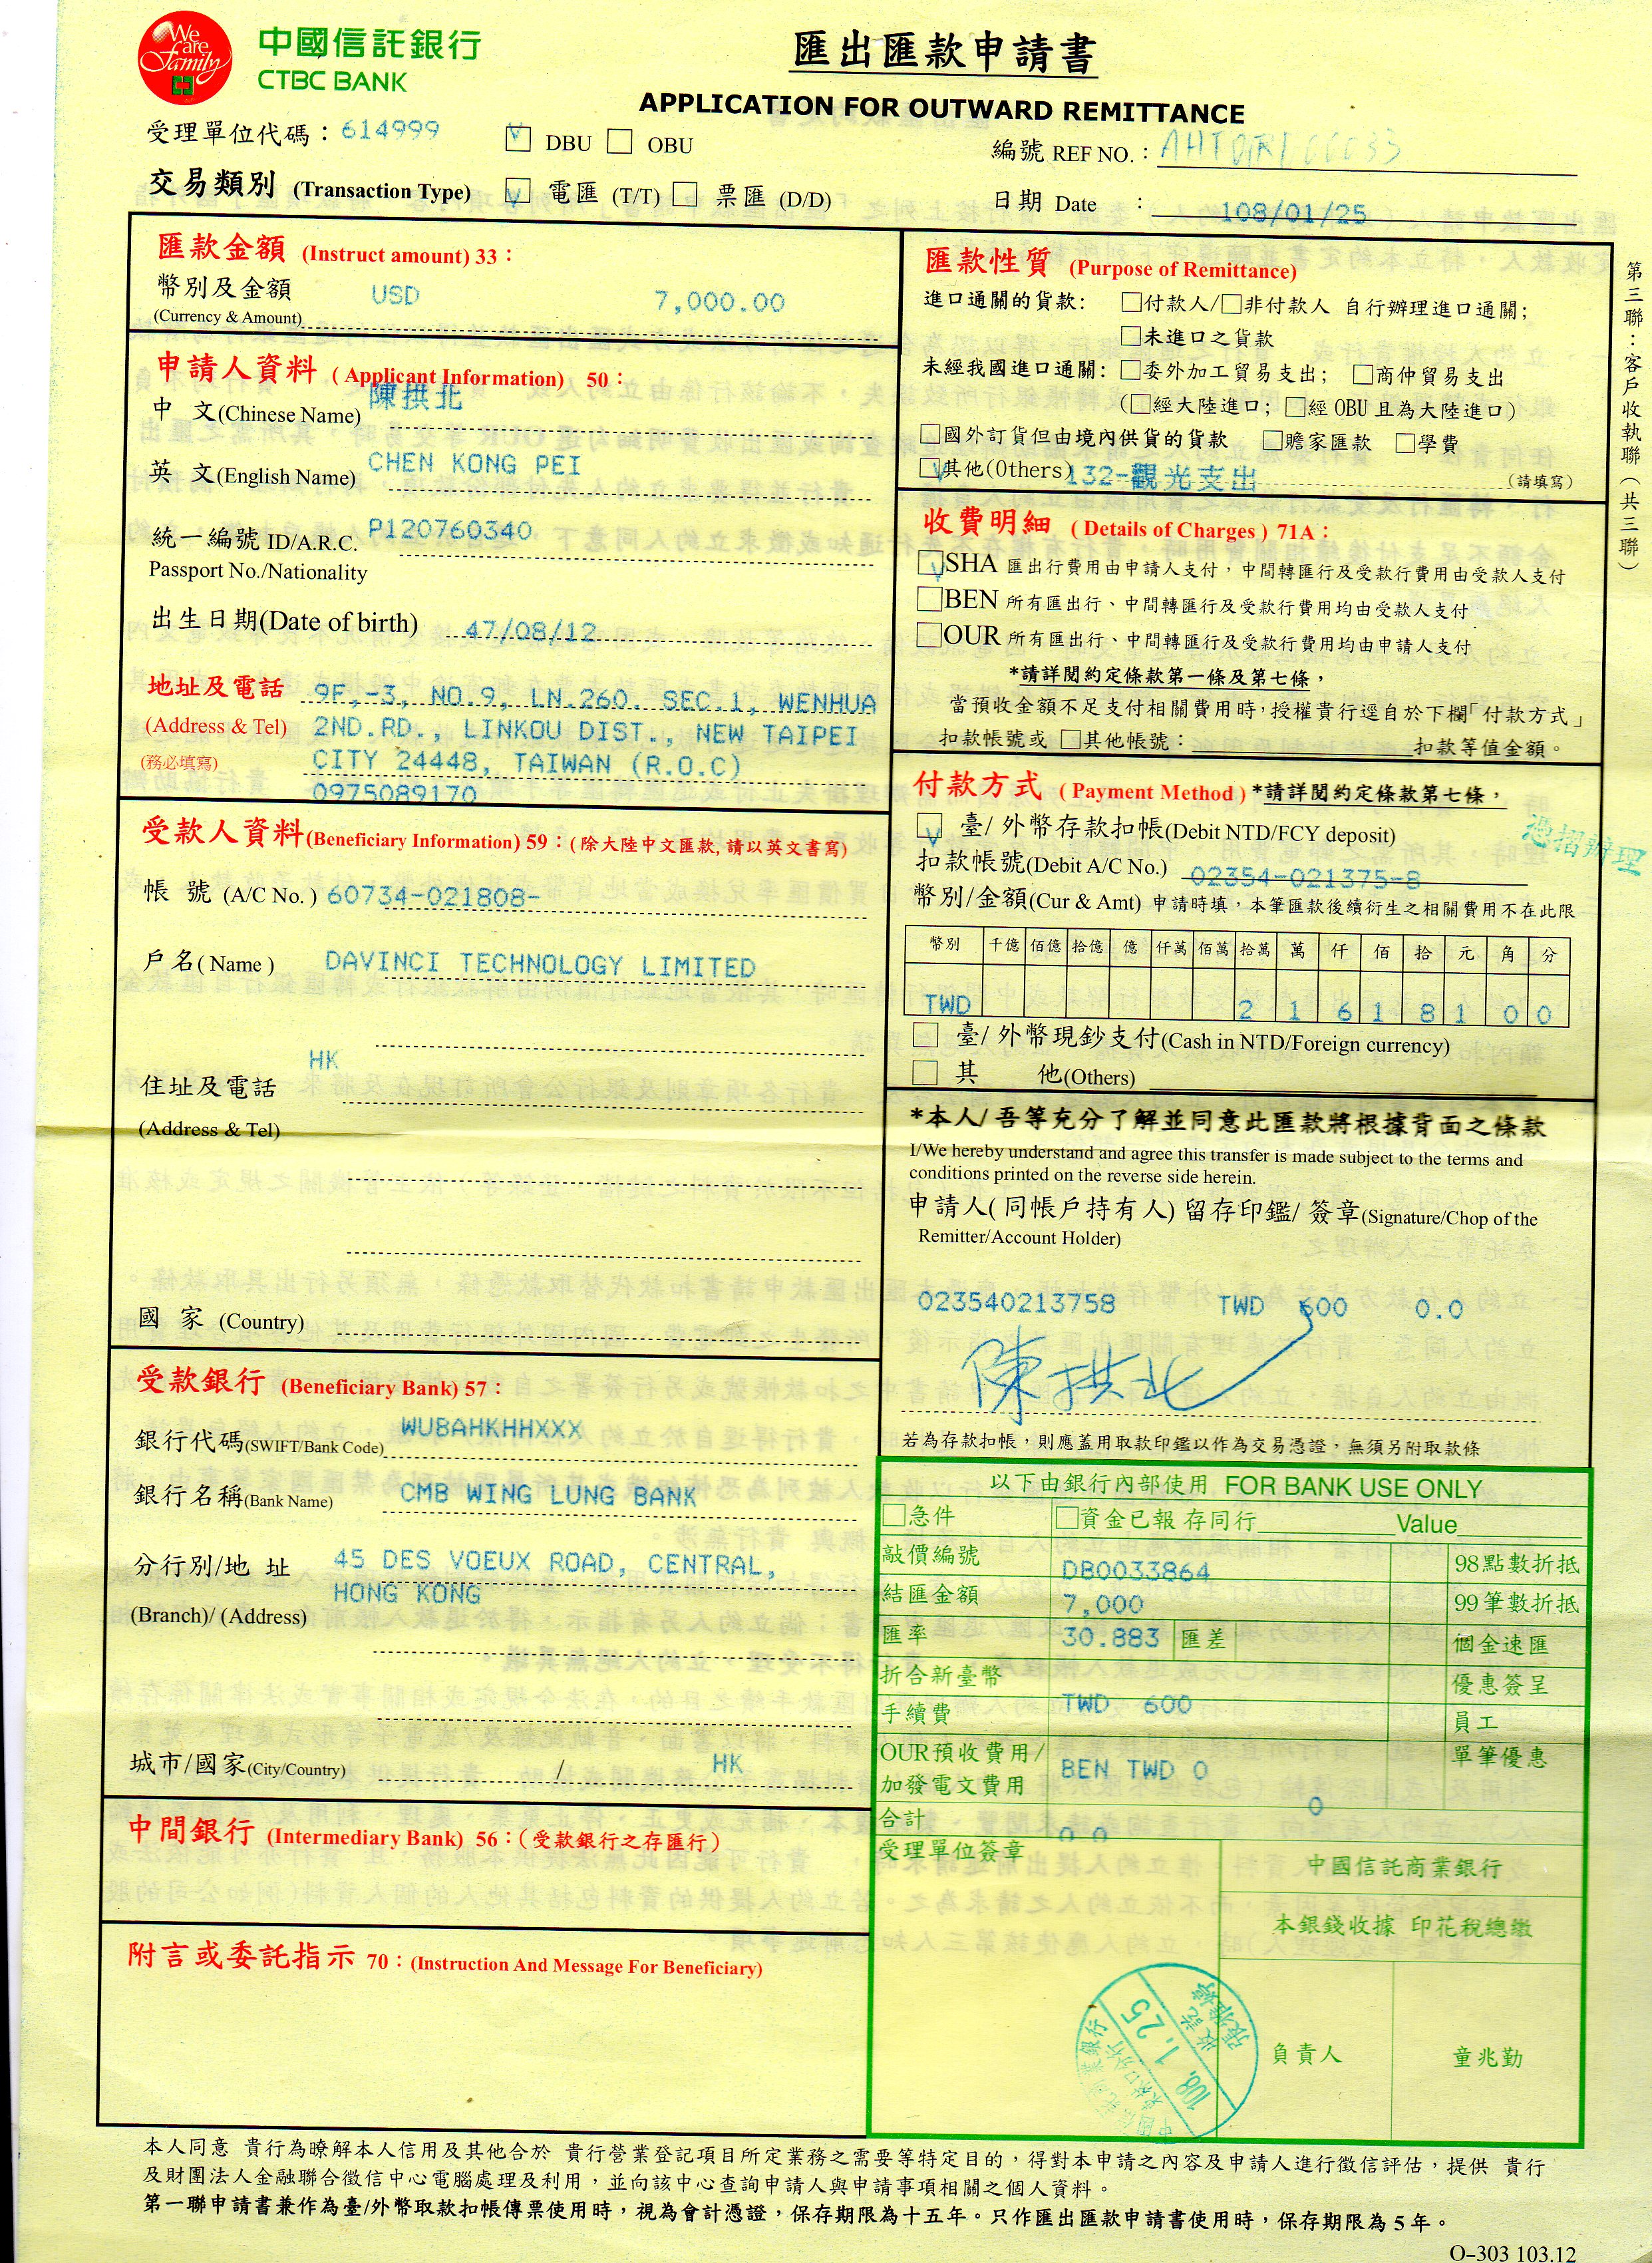 We are Family
中國信託銀行
CTBC BANK
匯出匯款申請書
APPLICATION FOR OUTWARD REMITTANCE
受理單位代碼：614999
V DBU □ OBU
編號 REF NO.：
交易類別 (Transaction Type)
V 電匯 (T/T) □ 票匯 (D/D)
日期 Date ：108/01/25
第三聯：客戶收執聯（共三聯）
匯款金額 (Instruct amount) 33：
幣別及金額 USD 7,000.00
(Currency & Amount)
申請人資料 ( Applicant Information) 50：
中 文(Chinese Name) 陳拱北
英 文(English Name) CHEN KONG PEI
統一編號 ID/A.R.C. P120760340
Passport No./Nationality
出生日期(Date of birth) 47/08/12
地址及電話 9F,-3, NO.9, LN.260. SEC.1, WENHUA
(Address & Tel) 2ND.RD., LINKOU DIST., NEW TAIPEI
(務必填寫) CITY 24448, TAIWAN (R.O.C)
0975089170
受款人資料(Beneficiary Information) 59：(除大陸中文匯款,請以英文書寫)
帳 號 (A/C No. ) 60734-021808-
戶名( Name ) DAVINCI TECHNOLOGY LIMITED
HK
住址及電話
(Address & Tel)
國 家 (Country)
受款銀行 (Beneficiary Bank) 57：
銀行代碼(SWIFT/Bank Code) WUBAHKHHXXX
銀行名稱(Bank Name) CMB WING LUNG BANK
分行別/地 址 45 DES VOEUX ROAD, CENTRAL,
HONG KONG
(Branch)/ (Address)
城市/國家(City/Country) / HK
中間銀行 (Intermediary Bank) 56：(受款銀行之存匯行)
附言或委託指示 70：(Instruction And Message For Beneficiary)
匯款性質 (Purpose of Remittance)
進口通關的貨款: □付款人/□非付款人 自行辦理進口通關;
□未進口之貨款
未經我國進口通關: □委外加工貿易支出; □商仲貿易支出
(□經大陸進口; □經 OBU 且為大陸進口)
□國外訂貨但由境內供貨的貨款 □贍家匯款 □學費
V其他(Others) 132-觀光支出 (請填寫)
收費明細 ( Details of Charges ) 71A：
V SHA 匯出行費用由申請人支付，中間轉匯行及受款行費用由受款人支付
□BEN 所有匯出行、中間轉匯行及受款行費用均由受款人支付
□OUR 所有匯出行、中間轉匯行及受款行費用均由申請人支付
*請詳閱約定條款第一條及第七條，
當預收金額不足支付相關費用時,授權貴行逕自於下欄「付款方式」
扣款帳號或 □其他帳號： 扣款等值金額。
付款方式 ( Payment Method ) *請詳閱約定條款第七條，
V 臺/ 外幣存款扣帳(Debit NTD/FCY deposit)
憑摺辦理
扣款帳號(Debit A/C No.) 02354-021375-8
幣別/金額(Cur & Amt) 申請時填，本筆匯款後續衍生之相關費用不在此限
幣別 千億 佰億 拾億 億 仟萬 佰萬 拾萬 萬 仟 佰 拾 元 角 分
TWD 2 1 6 1 8 1 0 0
□ 臺/ 外幣現鈔支付(Cash in NTD/Foreign currency)
□ 其 他(Others)
*本人/ 吾等充分了解並同意此匯款將根據背面之條款
I/We hereby understand and agree this transfer is made subject to the terms and
conditions printed on the reverse side herein.
申請人( 同帳戶持有人) 留存印鑑/ 簽章(Signature/Chop of the
Remitter/Account Holder)
023540213758 TWD 600 0.0
陳拱北
若為存款扣帳，則應蓋用取款印鑑以作為交易憑證，無須另附取款條
以下由銀行內部使用 FOR BANK USE ONLY
□急件 □資金已報 存同行 Value
敲價編號 DB0033864 98點數折抵
結匯金額 7,000 99筆數折抵
匯率 30.883 匯差 個金速匯
折合新臺幣 優惠簽呈
手續費 TWD 600 員工
OUR預收費用/ BEN TWD 0 單筆優惠
加發電文費用
0
合計 0 0
受理單位簽章
中國信託商業銀行
本銀錢收據 印花稅總繳
108. 1. 25
負責人 童兆勤
本人同意 貴行為瞭解本人信用及其他合於 貴行營業登記項目所定業務之需要等特定目的，得對本申請之內容及申請人進行徵信評估，提供 貴行
及財團法人金融聯合徵信中心電腦處理及利用，並向該中心查詢申請人與申請事項相關之個人資料。
第一聯申請書兼作為臺/外幣取款扣帳傳票使用時，視為會計憑證，保存期限為十五年。只作匯出匯款申請書使用時，保存期限為 5 年。
O-303 103.12